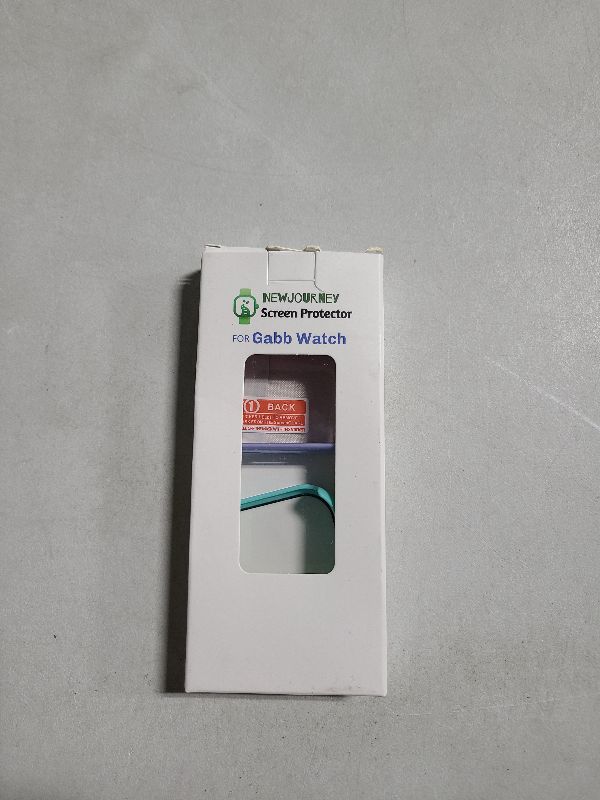 NEWJOURNEY
Screen Protector
FOR Gabb Watch
1 BACK